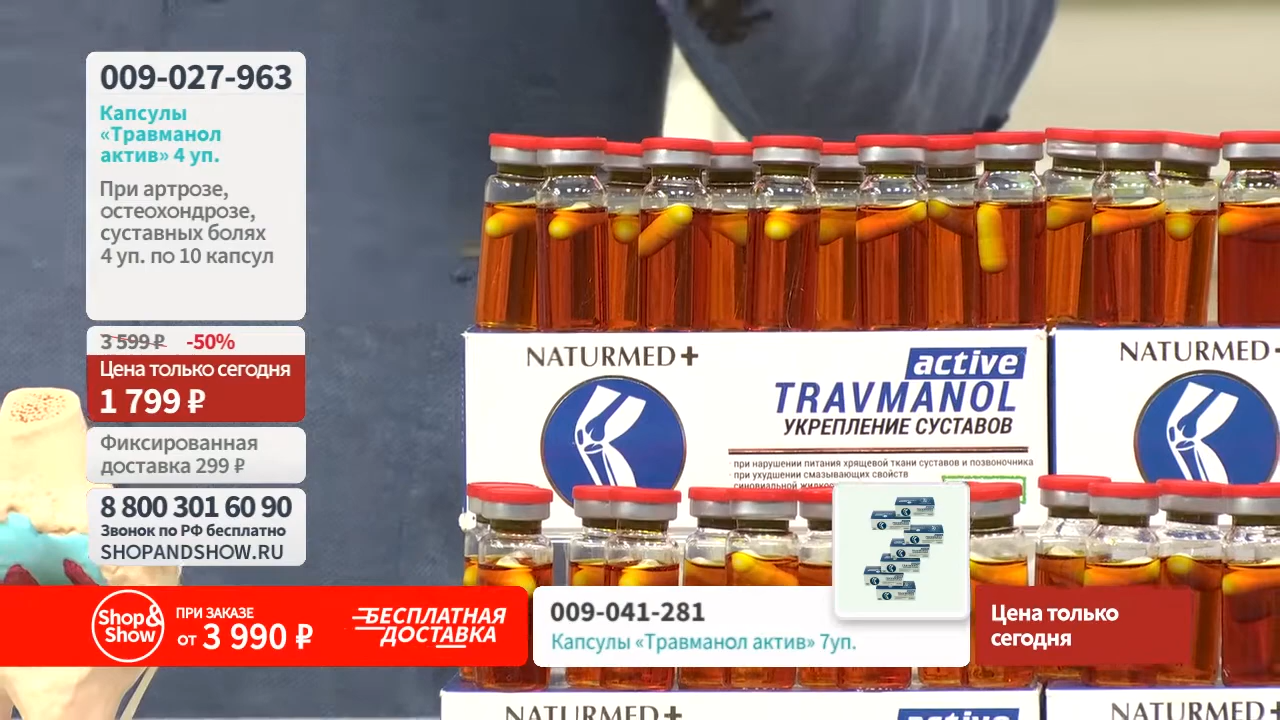 009-027-963
Капсулы
«Травманол
актив» 4 уп.
При артрозе,
остеохондрозе,
суставных болях
4 уп. по 10 капсул
3 599 ₽ -50%
Цена только сегодня
1 799 ₽
Фиксированная
доставка 299 ₽
8 800 301 60 90
Звонок по РФ бесплатно
SHOPANDSHOW.RU
NATURMED+
active
TRAVMANOL
УКРЕПЛЕНИЕ СУСТАВОВ
· при нарушении питания хрящевой ткани суставов и позвоночника
· при ухудшении смазывающих свойств
синовиальной
NATURMED+
Shop&
Show
ПРИ ЗАКАЗЕ
от 3 990 ₽
БЕСПЛАТНАЯ
ДОСТАВКА
009-041-281
Капсулы «Травманол актив» 7уп.
Цена только
сегодня
NATURMED+
active
NATURMED+